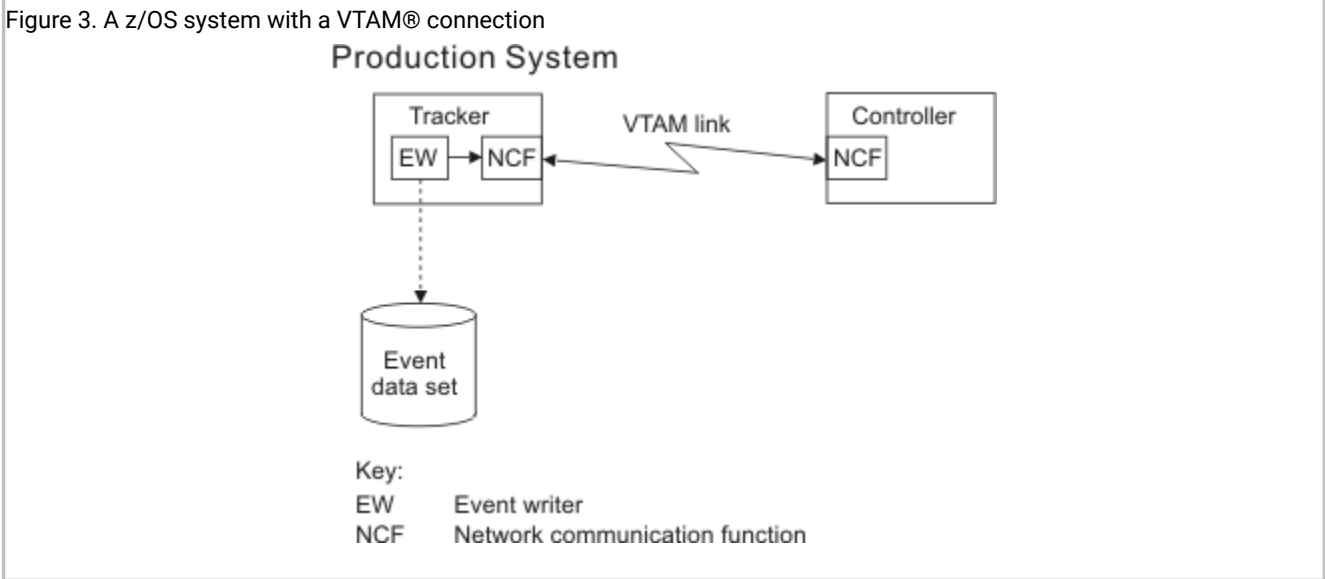 Figure 3. A z/OS system with a VTAM® connection
Production System
Tracker
VTAM link
Controller
EW
NCF
NCF
Event
data set
Key:
EW Event writer
NCF Network communication function